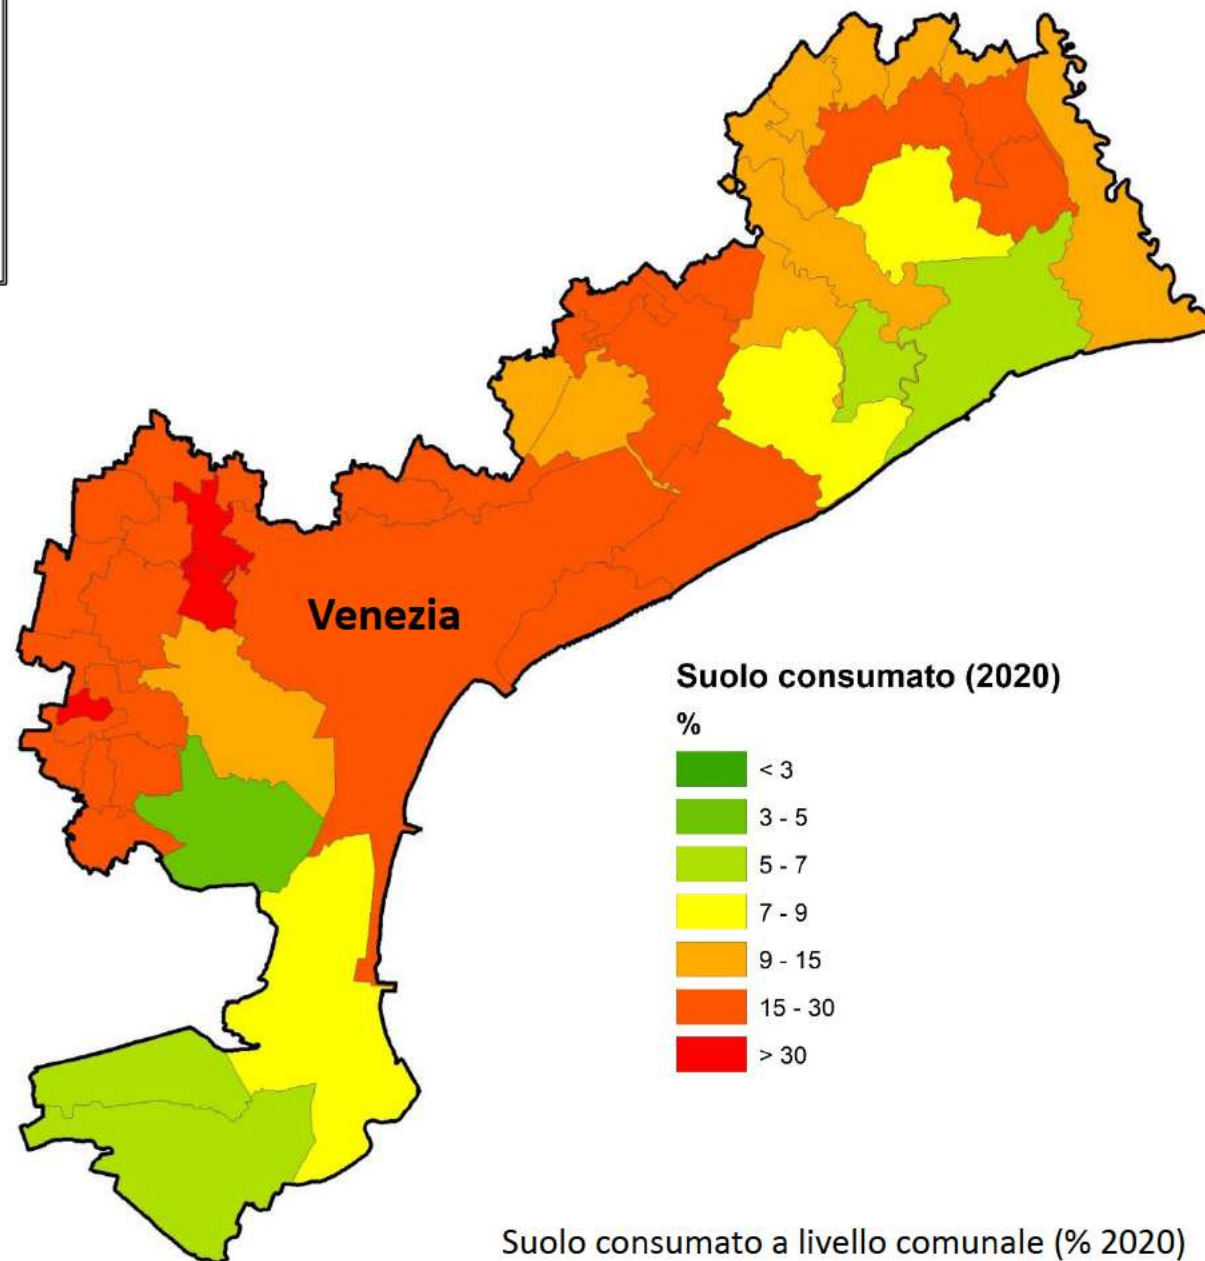 Venezia
Suolo consumato (2020)
%
< 3
3 - 5
5 - 7
7 - 9
9 - 15
15 - 30
> 30
Suolo consumato a livello comunale (% 2020)